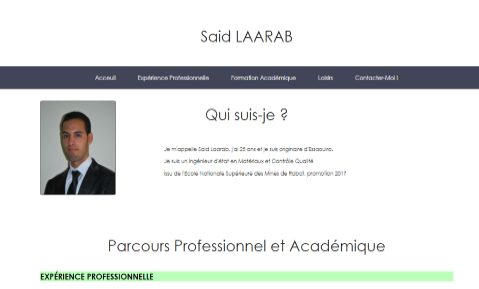 Said LAARAB
Acceuil Expérience Professionnelle Formation Académique Loisirs Contacter-Moi !
Qui suis-je ?
Je m'appelle Said Laarab, j'ai 25 ans et je suis originaire d'Essaouira.
Je suis un ingénieur d'état en Matériaux et Contrôle Qualité
issu de l'Ecole Nationale Supérieure des Mines de Rabat, promotion 2017
Parcours Professionnel et Académique
EXPÉRIENCE PROFESSIONNELLE